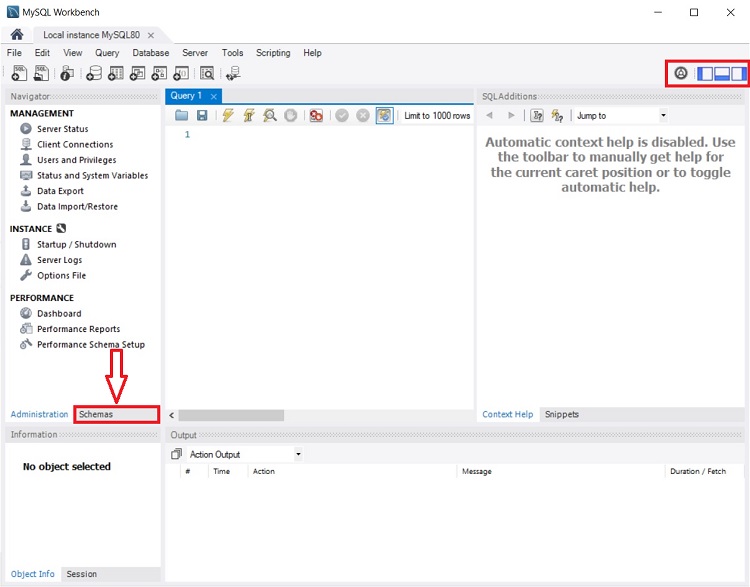 MySQL Workbench
Local instance MySQL80
File Edit View Query Database Server Tools Scripting Help
Navigator
MANAGEMENT
Server Status
Client Connections
Users and Privileges
Status and System Variables
Data Export
Data Import/Restore
INSTANCE
Startup / Shutdown
Server Logs
Options File
PERFORMANCE
Dashboard
Performance Reports
Performance Schema Setup
Administration Schemas
Information
No object selected
Object Info Session
Query 1
Limit to 1000 rows
1
SQLAdditions
Jump to
Automatic context help is disabled. Use
the toolbar to manually get help for
the current caret position or to toggle
automatic help.
Context Help Snippets
Output
Action Output
# Time Action Message Duration / Fetch